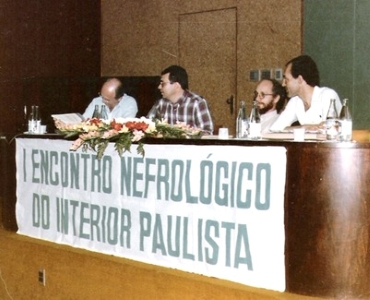 I ENCONTRO NEFROLÓGICO
DO INTERIOR PAULISTA